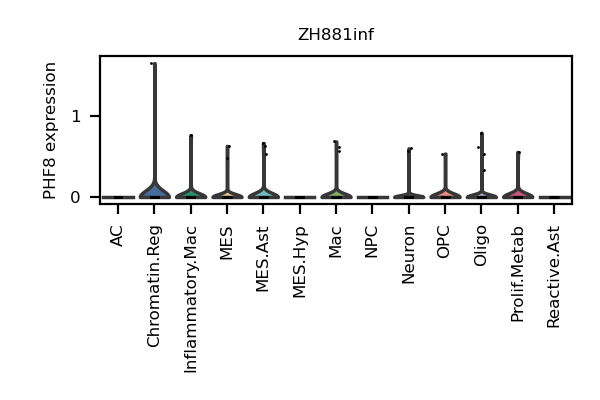 ZH881inf
PHF8 expression
1
0
AC
Chromatin.Reg
Inflammatory.Mac
MES
MES.Ast
MES.Hyp
Mac
NPC
Neuron
OPC
Oligo
Prolif.Metab
Reactive.Ast